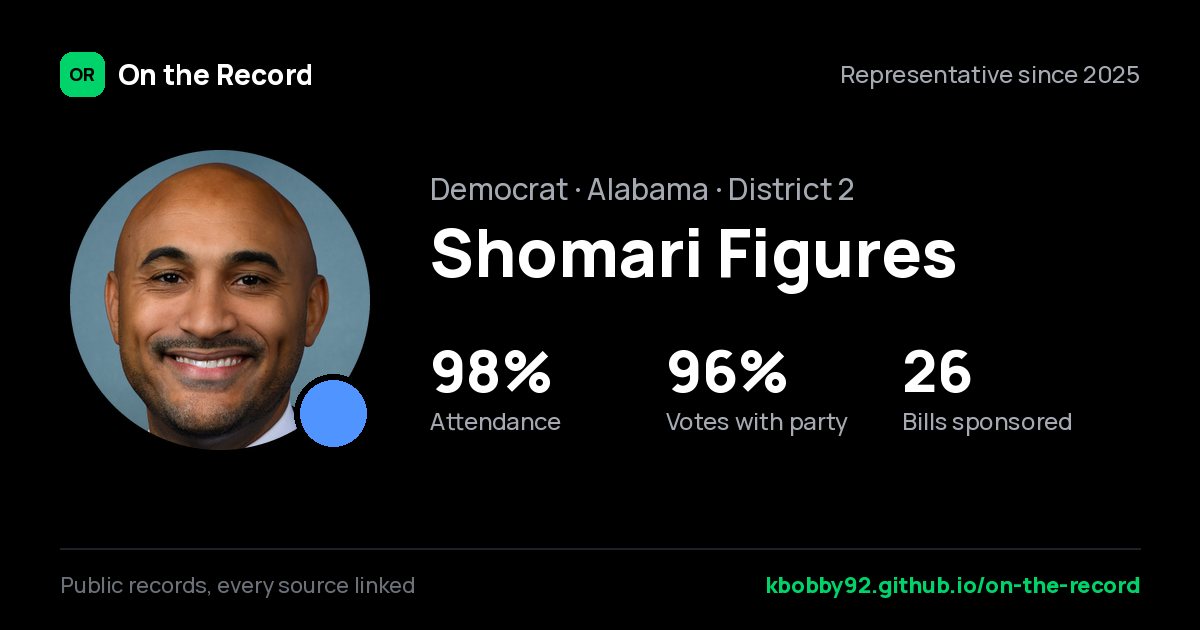 OR On the Record
Representative since 2025
Democrat · Alabama · District 2
Shomari Figures
98% 96% 26
Attendance Votes with party Bills sponsored
Public records, every source linked
kbobby92.github.io/on-the-record